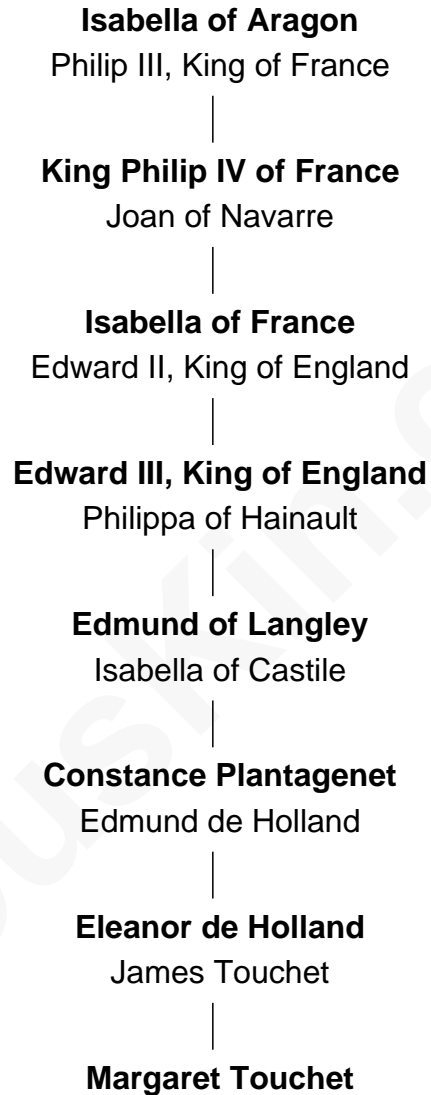 Isabella of Aragon
Philip III, King of France
King Philip IV of France
Joan of Navarre
Isabella of France
Edward II, King of England
Edward III, King of England
Philippa of Hainault
Edmund of Langley
Isabella of Castile
Constance Plantagenet
Edmund de Holland
Eleanor de Holland
James Touchet
Margaret Touchet